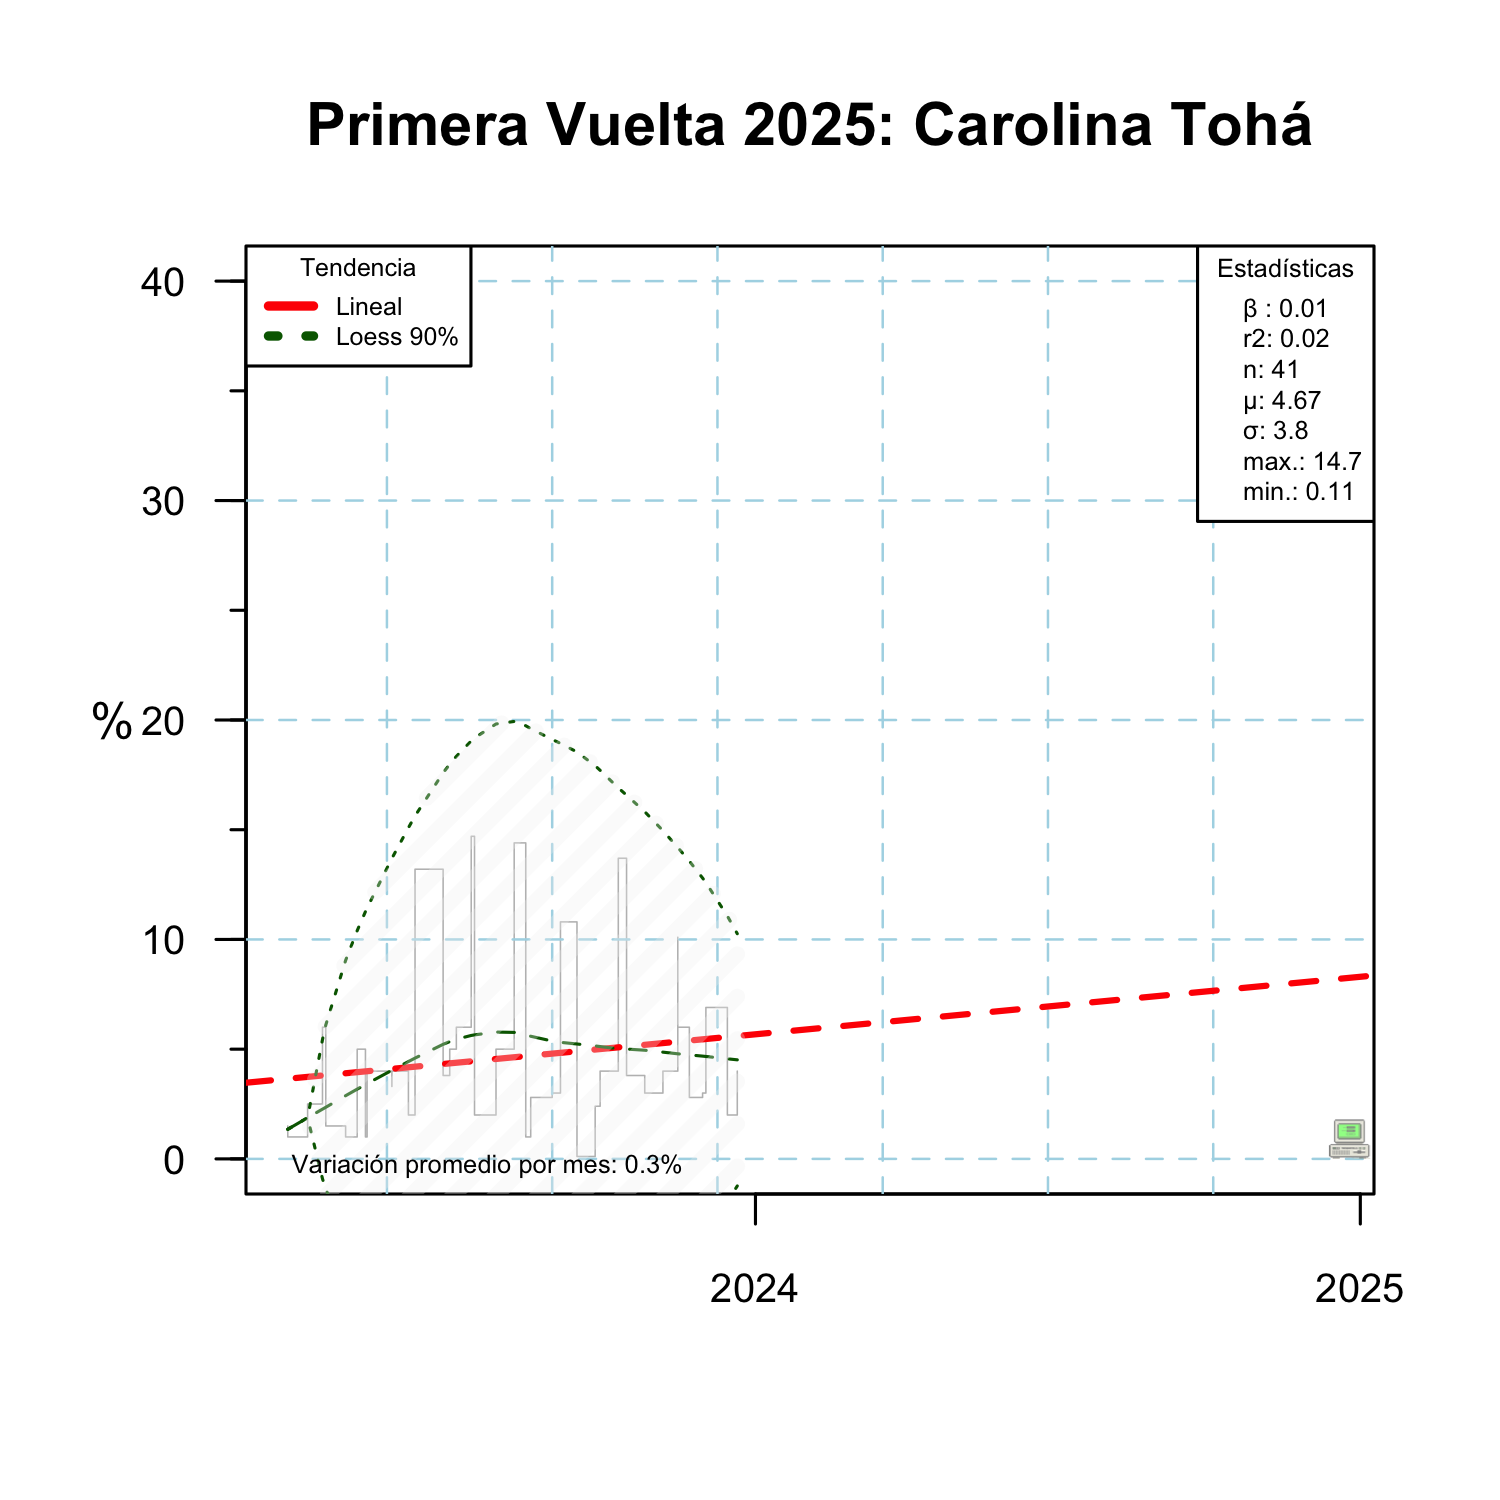 Primera Vuelta 2025: Carolina Tohá
Tendencia
Lineal
Loess 90%
Estadísticas
β : 0.01
r2: 0.02
n: 41
μ: 4.67
σ: 3.8
max.: 14.7
min.: 0.11
40
30
20
10
0
%
Variación promedio por mes: 0.3%
2024
2025